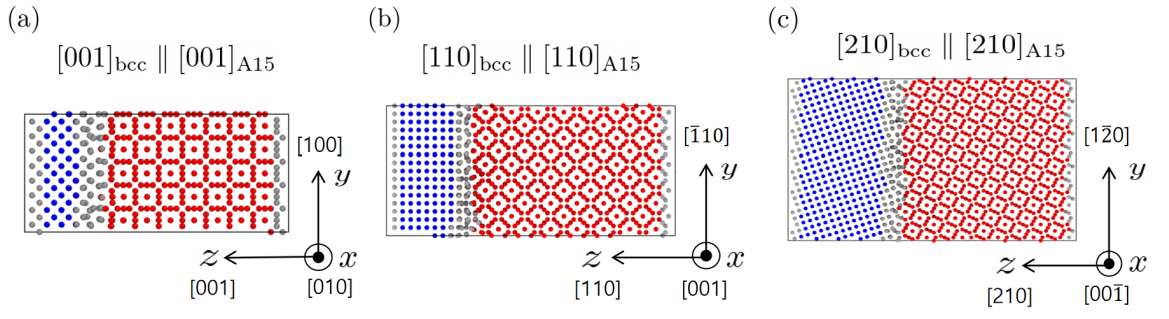 (a)
[001]bcc ∥ [001]A15
[100]
y
z
x
[001]
[010]
(b)
[110]bcc ∥ [110]A15
[1̄10]
y
z
x
[110]
[001]
(c)
[210]bcc ∥ [210]A15
[12̄0]
y
z
x
[210]
[001̄]